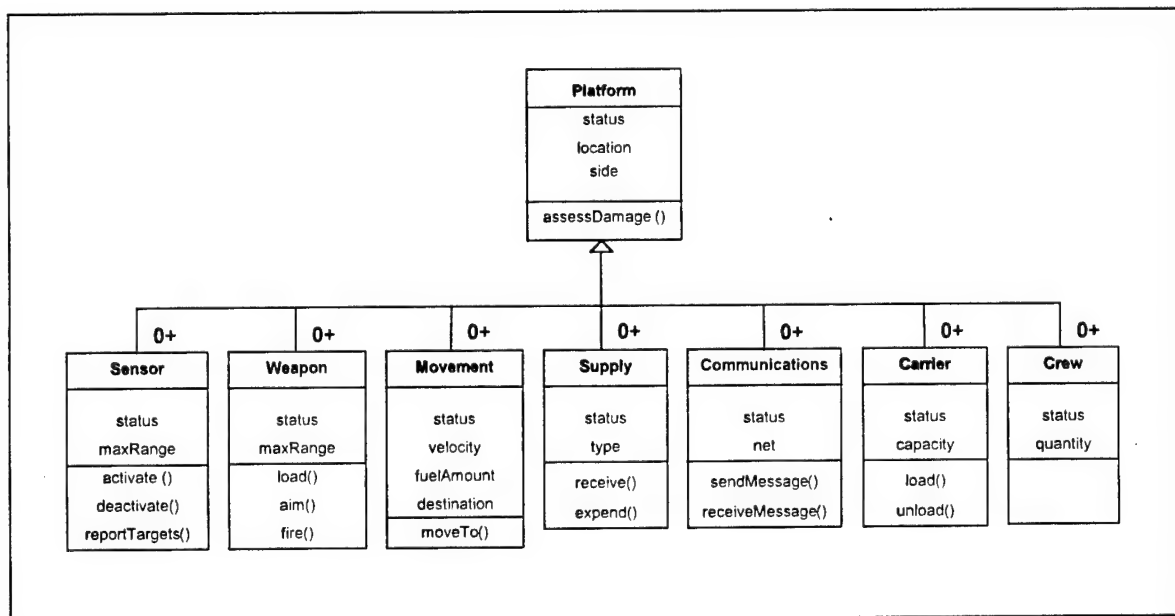 Platform
status
location
side
assessDamage ()
0+
0+
0+
0+
0+
0+
0+
Sensor
status
maxRange
activate ()
deactivate()
reportTargets()
Weapon
status
maxRange
load()
aim()
fire()
Movement
status
velocity
fuelAmount
destination
moveTo()
Supply
status
type
receive()
expend()
Communications
status
net
sendMessage()
receiveMessage()
Carrier
status
capacity
load()
unload()
Crew
status
quantity